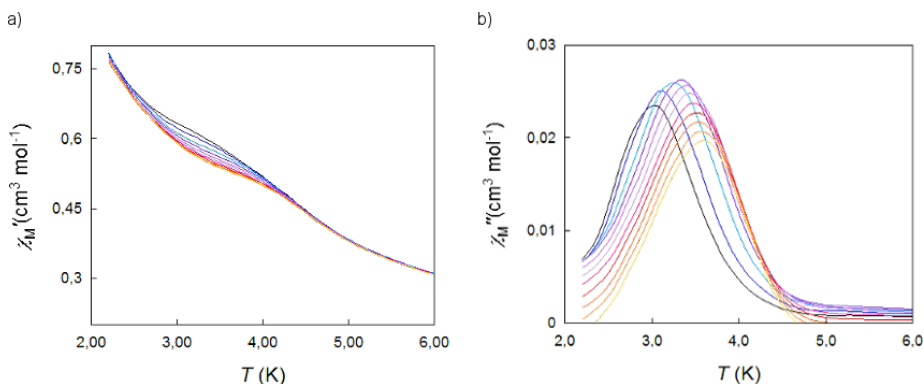 a)
b)
0,75
0,6
0,45
0,3
χM′(cm3 mol-1)
2,00 3,00 4,00 5,00 6,00
T (K)
0,03
0,02
0,01
0
χM″(cm3 mol-1)
2,0 3,0 4,0 5,0 6,00
T (K)